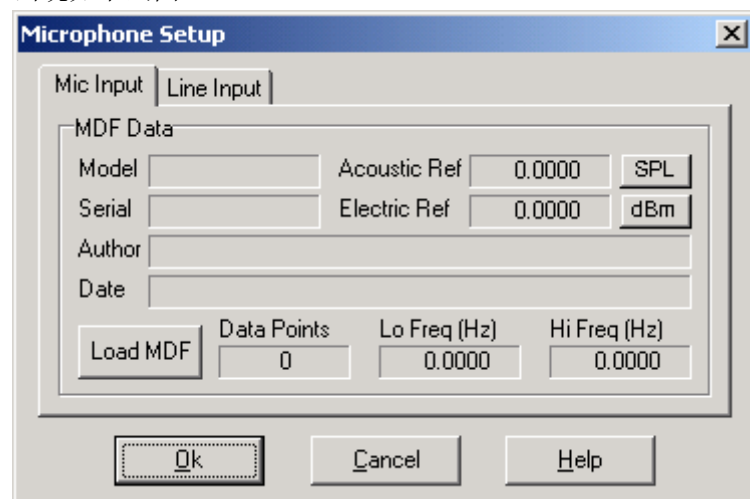 Microphone Setup
Mic Input Line Input
MDF Data
Model Acoustic Ref 0.0000 SPL
Serial Electric Ref 0.0000 dBm
Author
Date
Load MDF Data Points Lo Freq (Hz) Hi Freq (Hz)
0 0.0000 0.0000
Ok Cancel Help